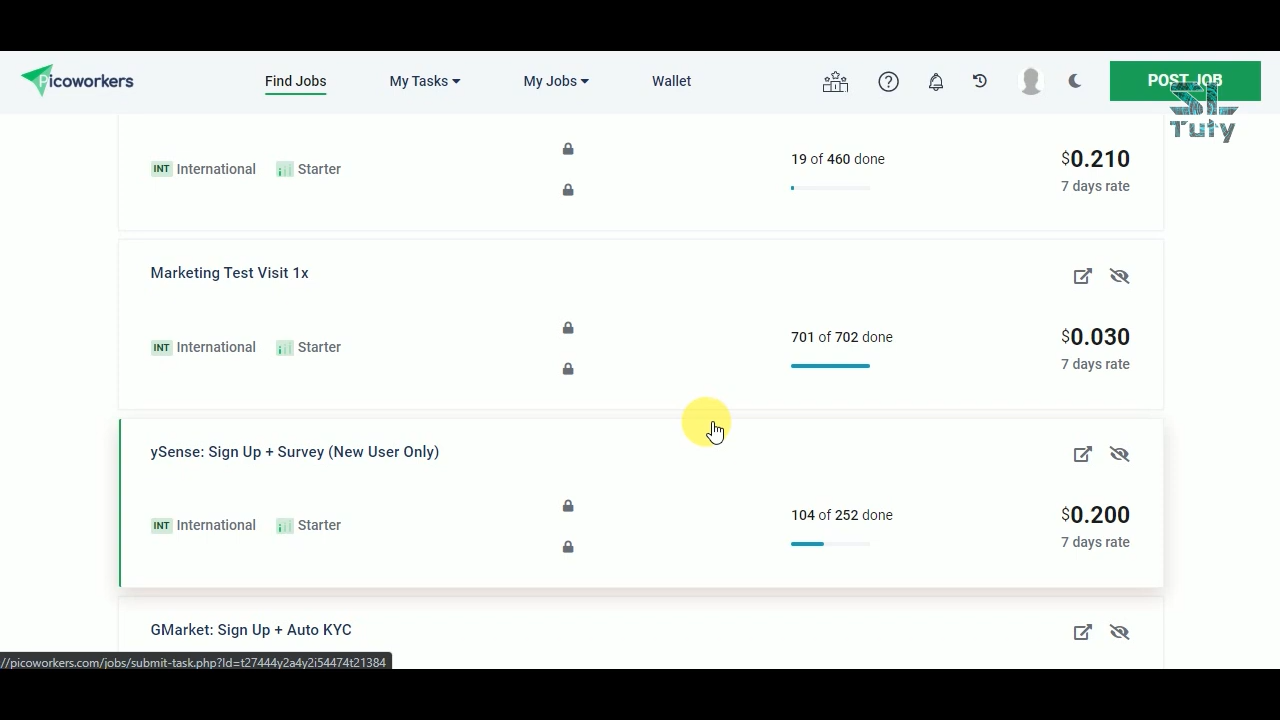 Picoworkers
Find Jobs
My Tasks
My Jobs
Wallet
POST JOB
SL
Tufy
INT International
Starter
19 of 460 done
$0.210
7 days rate
Marketing Test Visit 1x
INT International
Starter
701 of 702 done
$0.030
7 days rate
ySense: Sign Up + Survey (New User Only)
INT International
Starter
104 of 252 done
$0.200
7 days rate
GMarket: Sign Up + Auto KYC
//picoworkers.com/jobs/submit-task.php?Id=t27444y2a4y2i54474t21384